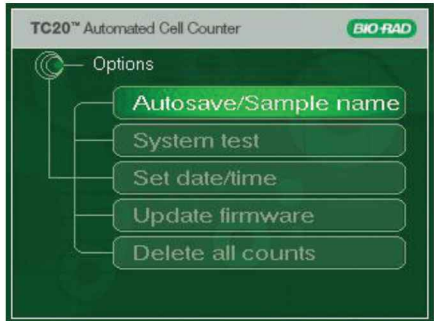 TC20™ Automated Cell Counter BIO-RAD
Options
Autosave/Sample name
System test
Set date/time
Update firmware
Delete all counts